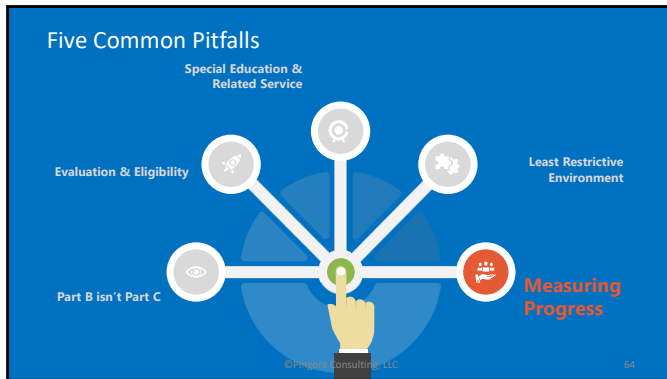 Five Common Pitfalls
Special Education &
Related Service
Evaluation & Eligibility
Least Restrictive
Environment
Part B isn't Part C
Measuring
Progress
©Pingora Consulting, LLC
64